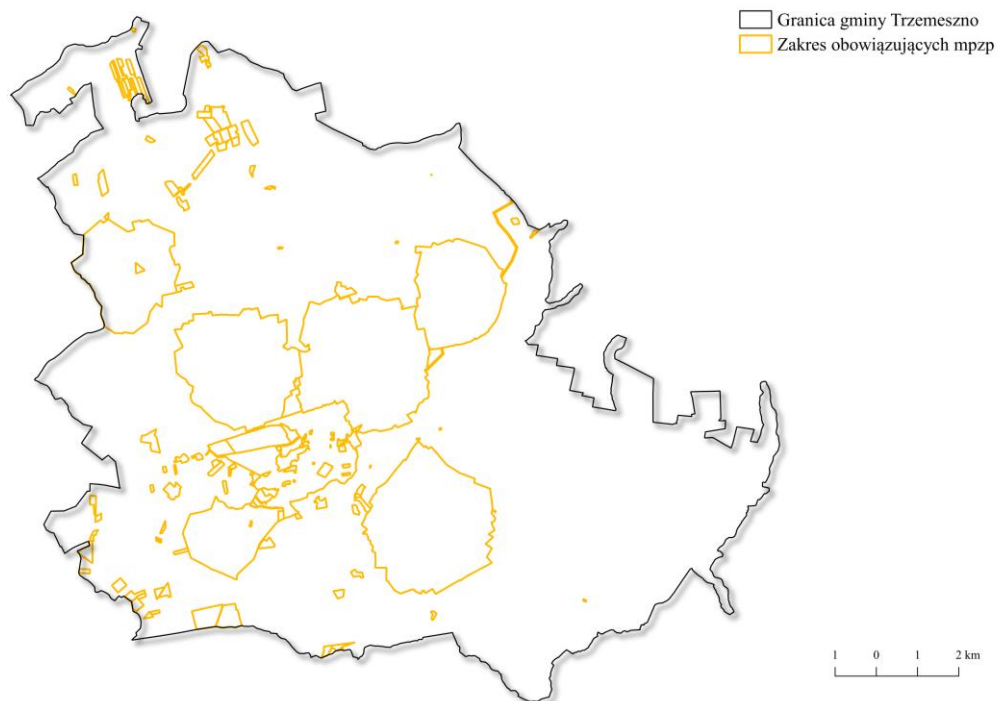 Granica gminy Trzemeszno
Zakres obowiązujących mpzp
1 0 1 2 km